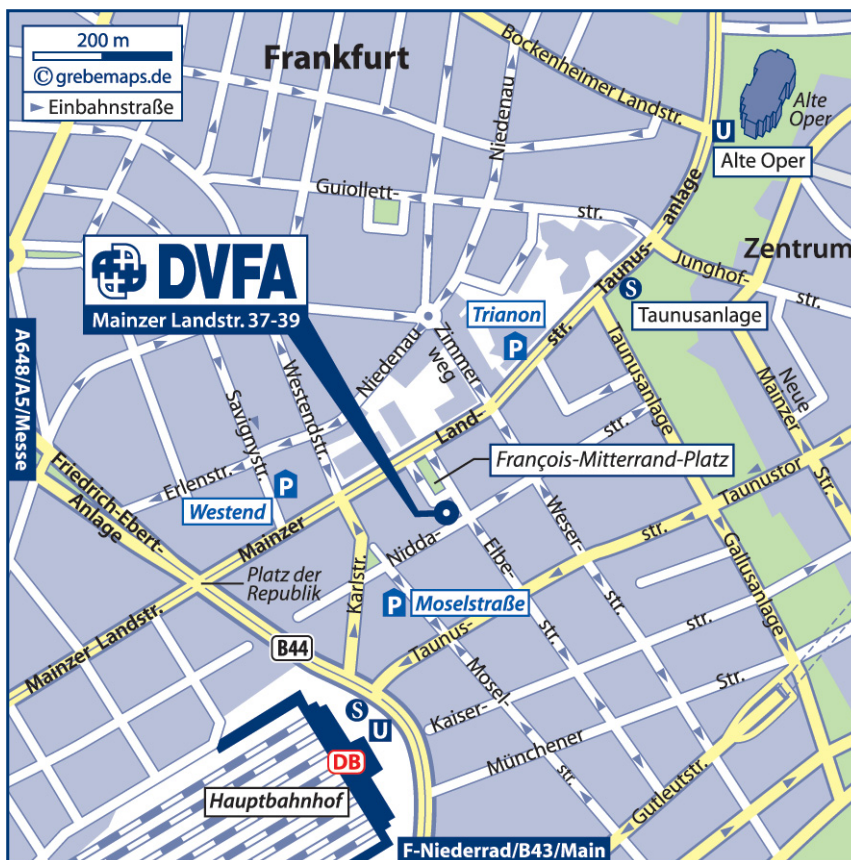 200 m
© grebemaps.de
Einbahnstraße
Frankfurt
Bockenheimer Landstr.
Niedenau
Alte
Oper
U
Alte Oper
Guiollett-
str.
Taunus-
anlage
Zentrum
Junghof-
str.
DVFA
Mainzer Landstr. 37-39
S
Taunusanlage
Trianon
P
str.
Zimmer-
weg
Niedenau
Taunusanlage
Neue
Mainzer
Str.
A648/A5/Messe
Savignystr.
Westendstr.
Land-
str.
François-Mitterrand-Platz
Erlenstr.
P
Westend
Friedrich-Ebert-
Anlage
Mainzer
Taunustor
Weser-
str.
Nidda-
Elbe-
Gallusanlage
Platz der
Republik
Karlstr.
P
Moselstraße
Mainzer Landstr.
B44
Taunus-
str.
str.
str.
Mosel-
Kaiser-
Str.
S
U
Münchener
str.
DB
Hauptbahnhof
Gutleutstr.
F-Niederrad/B43/Main